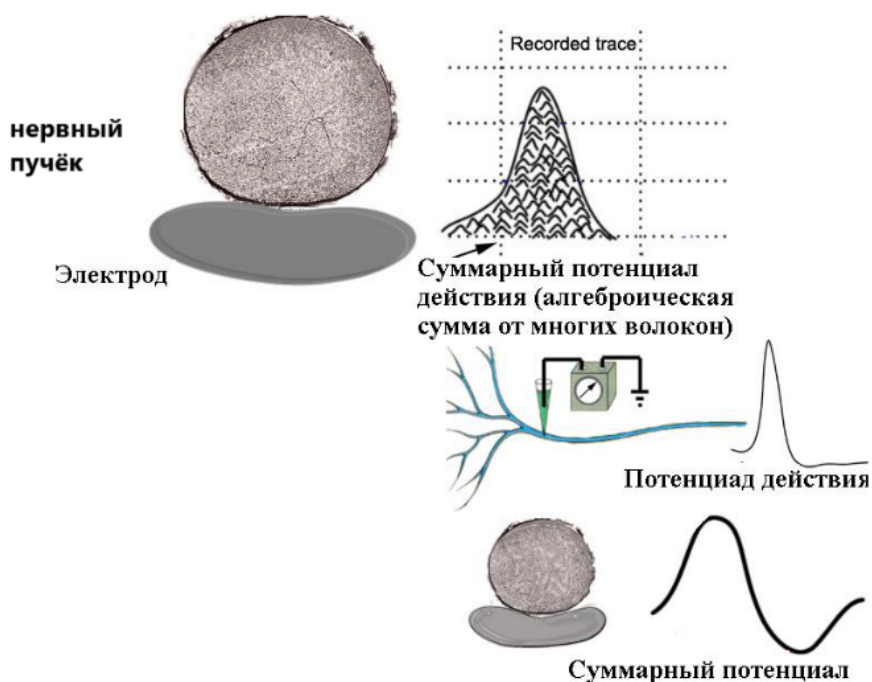 Recorded trace
нервный
пучёк
Электрод
Суммарный потенциал
действия (алгеброическая
сумма от многих волокон)
Потенциад действия
Суммарный потенциал